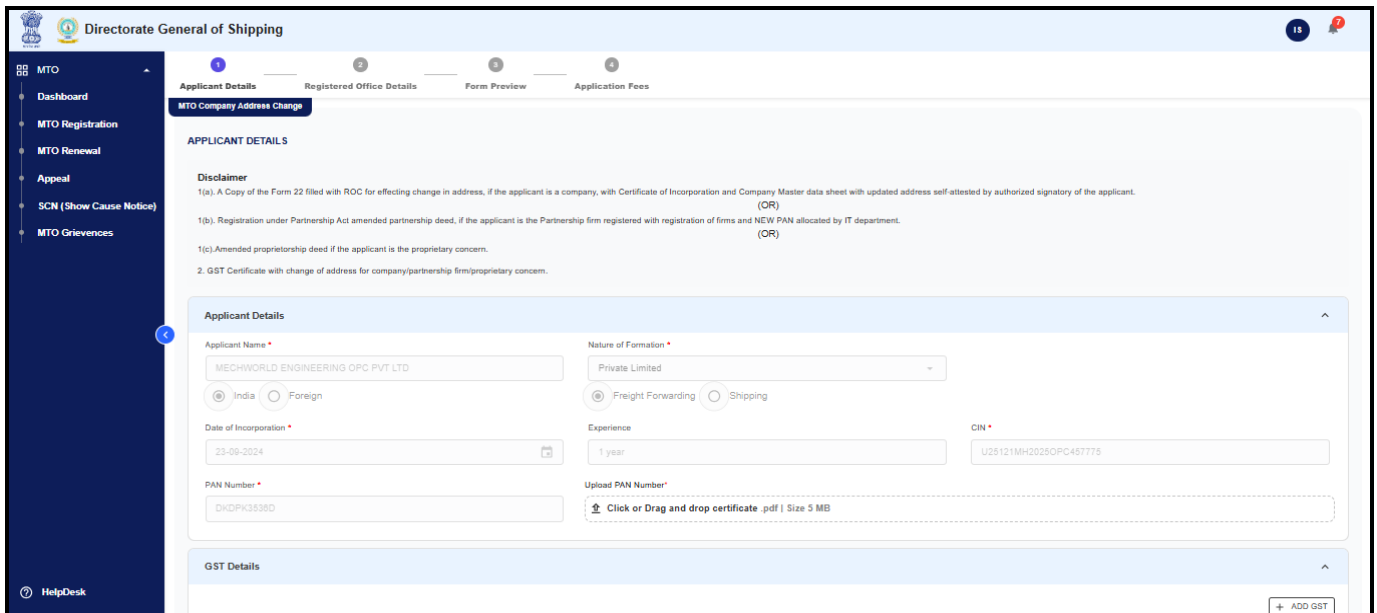 Directorate General of Shipping
IS
7
MTO
Dashboard
MTO Registration
MTO Renewal
Appeal
SCN (Show Cause Notice)
MTO Grievences
HelpDesk
1
2
3
4
Applicant Details
Registered Office Details
Form Preview
Application Fees
MTO Company Address Change
APPLICANT DETAILS
Disclaimer
1(a). A Copy of the Form 22 filled with ROC for effecting change in address, if the applicant is a company, with Certificate of Incorporation and Company Master data sheet with updated address self-attested by authorized signatory of the applicant.
(OR)
1(b). Registration under Partnership Act amended partnership deed, if the applicant is the Partnership firm registered with registration of firms and NEW PAN allocated by IT department.
(OR)
1(c).Amended proprietorship deed if the applicant is the proprietary concern.
2. GST Certificate with change of address for company/partnership firm/proprietary concern.
Applicant Details
Applicant Name *
Nature of Formation *
MECHWORLD ENGINEERING OPC PVT LTD
Private Limited
India
Foreign
Freight Forwarding
Shipping
Date of Incorporation *
Experience
CIN *
23-09-2024
1 year
U25121MH2025OPC457775
PAN Number *
Upload PAN Number*
DKDPK3536D
Click or Drag and drop certificate .pdf | Size 5 MB
GST Details
+ ADD GST